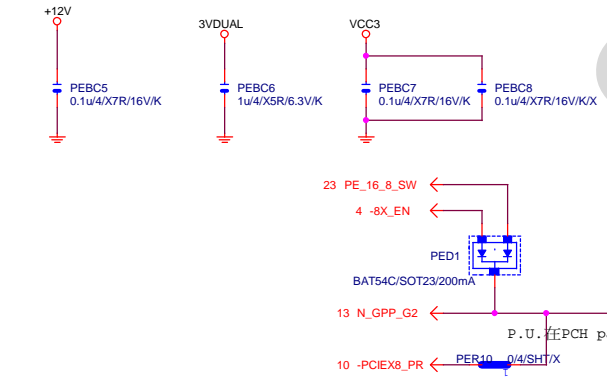 +12V
3VDUAL
VCC3
PEBC5
0.1u/4/X7R/16V/K
PEBC6
1u/4/X5R/6.3V/K
PEBC7
0.1u/4/X7R/16V/K
PEBC8
0.1u/4/X7R/16V/K/X
23 PE_16_8_SW
4 -8X_EN
PED1
BAT54C/SOT23/200mA
13 N_GPP_G2
P.U.在PCH pa
10 -PCIEX8_PR
PER10 0/4/SHT/X